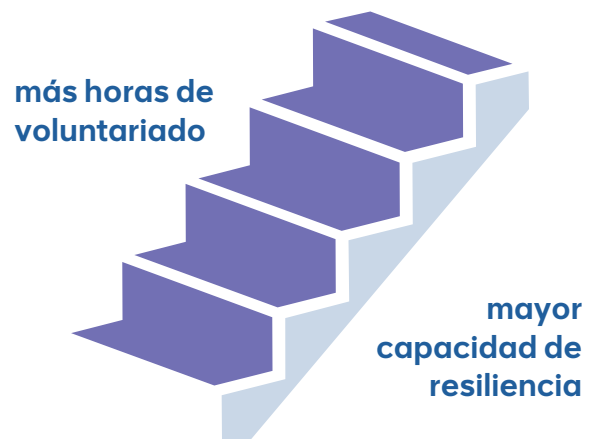 más horas de
voluntariado
mayor
capacidad de
resiliencia